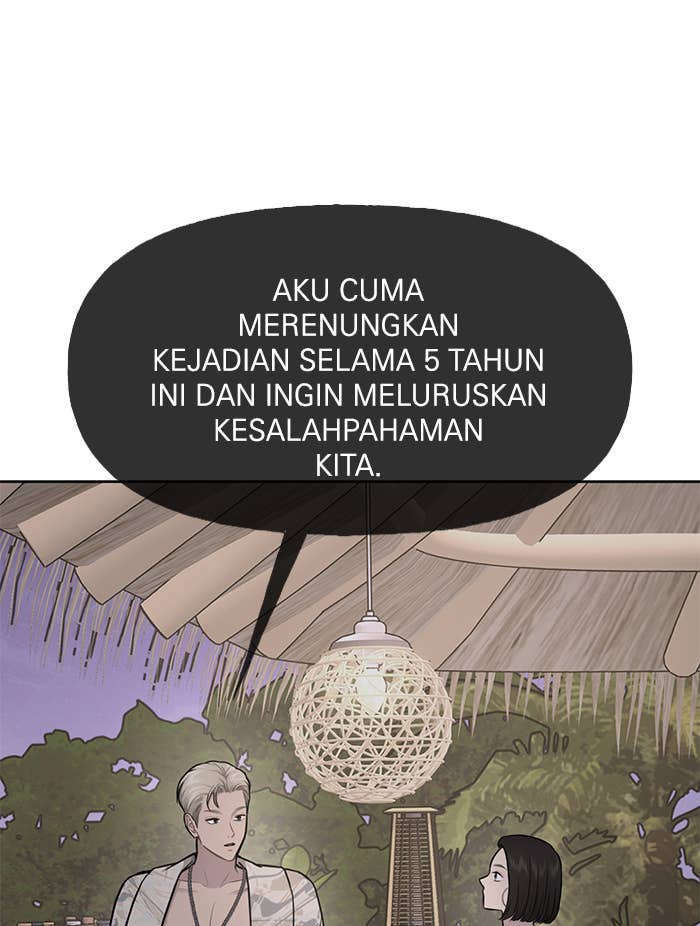 AKU CUMA
MERENUNGKAN
KEJADIAN SELAMA 5 TAHUN
INI DAN INGIN MELURUSKAN
KESALAHPAHAMAN
KITA.